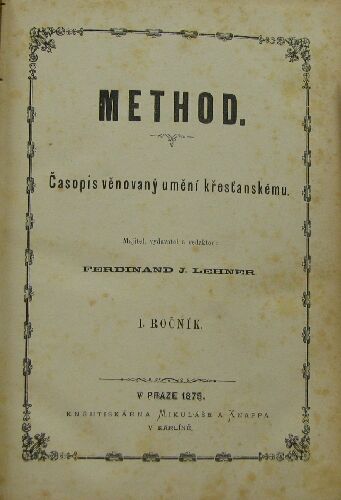 METHOD.
Časopis věnovaný umění křesťanskému.
Majitel, vydavatel a redaktor:
FERDINAND J. LEHNER
I. ROČNÍK.
V PRAZE 1875.
KNIHTISKÁRNA MIKULÁŠE A KNAPPA
V KARLÍNĚ.